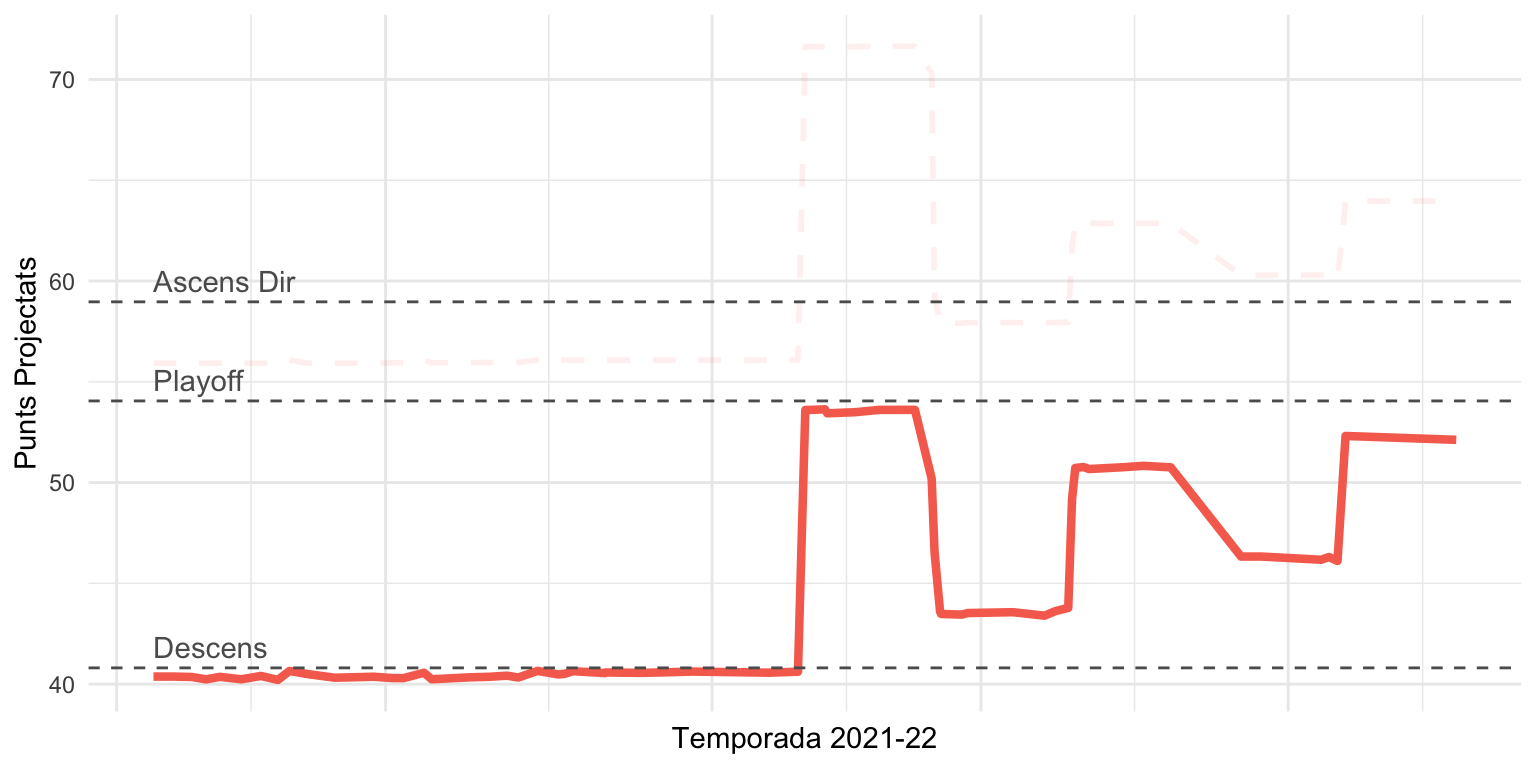 70
60
50
40
Punts Projectats
Ascens Dir
Playoff
Descens
Temporada 2021-22